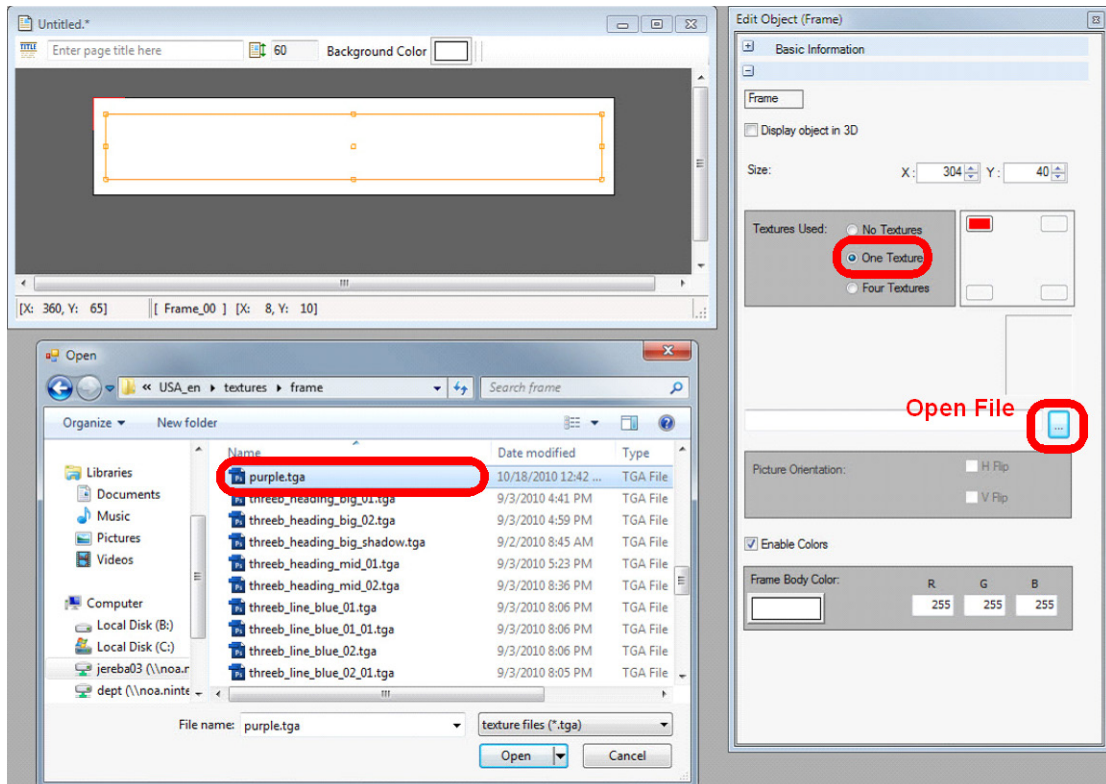 Untitled.*
TITLE Enter page title here 60 Background Color
[X: 360, Y: 65] [ Frame_00 ] [X: 8, Y: 10]
Edit Object (Frame)
Basic Information
Frame
Display object in 3D
Size: X: 304 Y: 40
Textures Used: No Textures
One Texture
Four Textures
Open File
...
Picture Orientation: H Flip
V Flip
Enable Colors
Frame Body Color: R G B
255 255 255
Open
« USA_en textures frame Search frame
Organize New folder
Name Date modified Type
Libraries
Documents
Music
Pictures
Videos
Computer
Local Disk (B:)
Local Disk (C:)
jereba03 (\\noa.r
dept (\\noa.ninte
purple.tga 10/18/2010 12:42 ... TGA File
threeb_heading_big_01.tga 9/3/2010 4:41 PM TGA File
threeb_heading_big_02.tga 9/3/2010 4:59 PM TGA File
threeb_heading_big_shadow.tga 9/2/2010 8:45 AM TGA File
threeb_heading_mid_01.tga 9/3/2010 5:23 PM TGA File
threeb_heading_mid_02.tga 9/3/2010 8:36 PM TGA File
threeb_line_blue_01.tga 9/3/2010 8:06 PM TGA File
threeb_line_blue_01_01.tga 9/3/2010 8:06 PM TGA File
threeb_line_blue_02.tga 9/3/2010 8:06 PM TGA File
threeb_line_blue_02_01.tga 9/3/2010 8:05 PM TGA File
File name: purple.tga texture files (*.tga)
Open Cancel